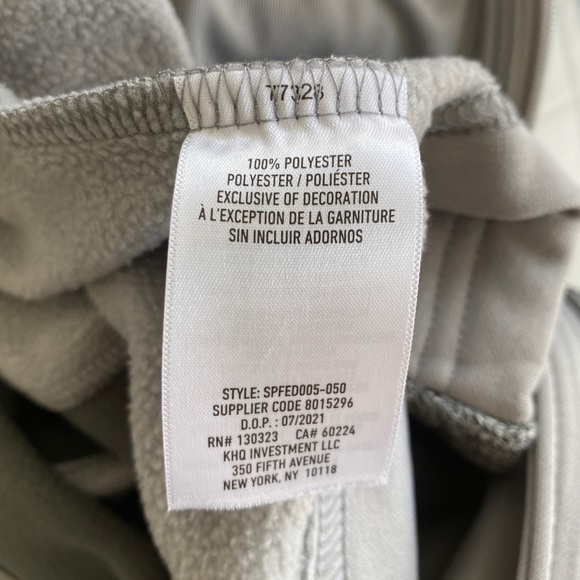 77328
100% POLYESTER
POLYESTER / POLIÉSTER
EXCLUSIVE OF DECORATION
À L'EXCEPTION DE LA GARNITURE
SIN INCLUIR ADORNOS
STYLE: SPFED005-050
SUPPLIER CODE 8015296
D.O.P. : 07/2021
RN# 130323 CA# 60224
KHQ INVESTMENT LLC
350 FIFTH AVENUE
NEW YORK, NY 10118